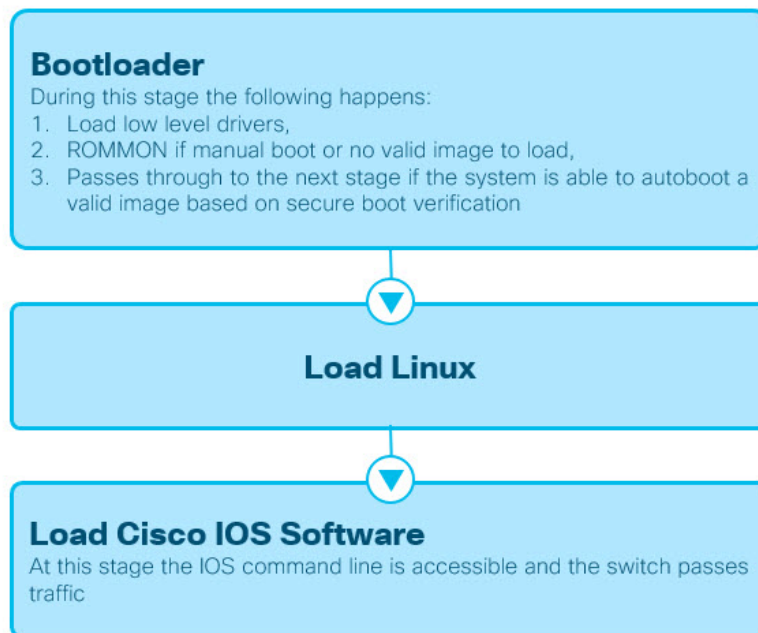 Bootloader
During this stage the following happens:
1. Load low level drivers,
2. ROMMON if manual boot or no valid image to load,
3. Passes through to the next stage if the system is able to autoboot a
valid image based on secure boot verification
Load Linux
Load Cisco IOS Software
At this stage the IOS command line is accessible and the switch passes
traffic